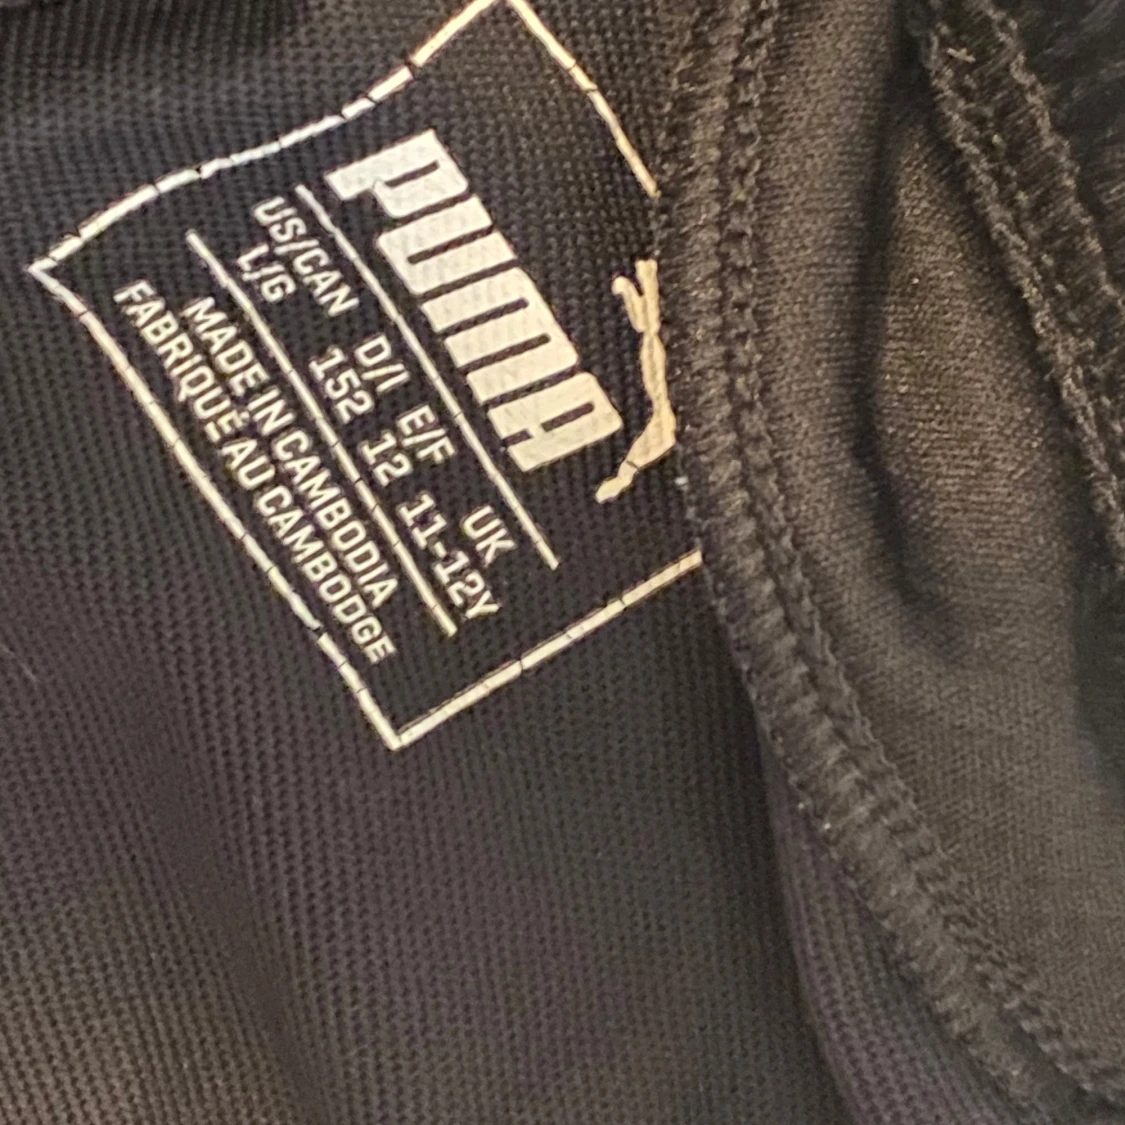 PUMA
US/CAN D/I E/F UK
L/G 152 12 11-12Y
MADE IN CAMBODIA
FABRIQUÉ AU CAMBODGE